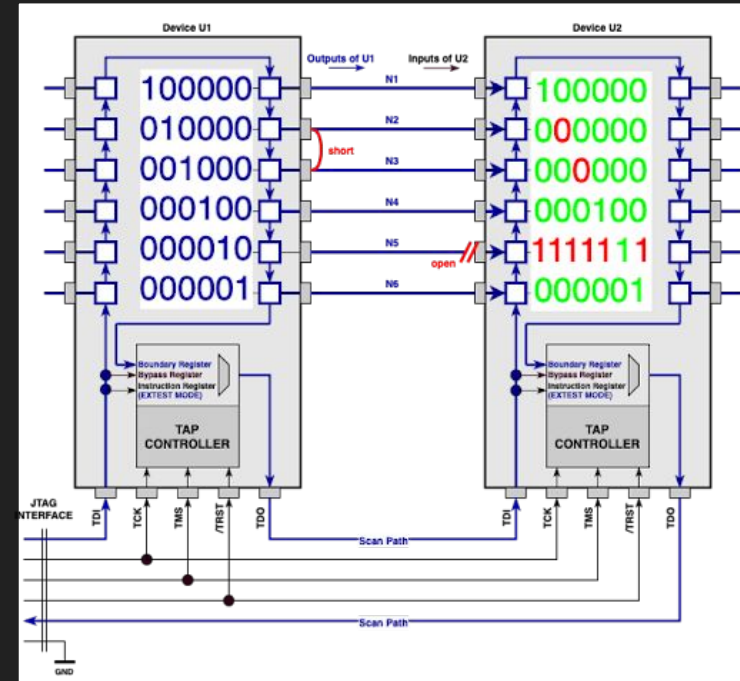 Device U1
Device U2
Outputs of U1
Inputs of U2
100000
N1
100000
010000
N2
000000
short
001000
N3
000000
000100
N4
000100
000010
N5
1111111
open
000001
N6
000001
Boundary Register
Bypass Register
Instruction Register
(EXTEST MODE)
TAP
CONTROLLER
Boundary Register
Bypass Register
Instruction Register
(EXTEST MODE)
TAP
CONTROLLER
JTAG
INTERFACE
TDI
TCK
TMS
/TRST
TDO
TDI
TCK
TMS
/TRST
TDO
Scan Path
Scan Path
GND